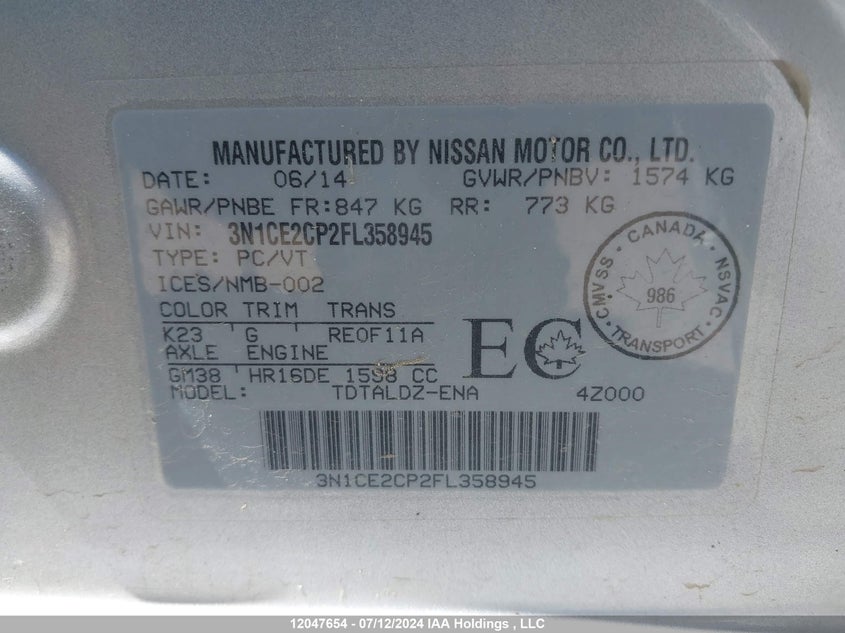 MANUFACTURED BY NISSAN MOTOR CO., LTD.
DATE: 06/14 GVWR/PNBV: 1574 KG
GAWR/PNBE FR:847 KG RR: 773 KG
VIN: 3N1CE2CP2FL358945
TYPE: PC/VT
ICES/NMB-002
COLOR TRIM TRANS
K23 G RE0F11A
AXLE ENGINE
GM38 HR16DE 1598 CC
MODEL: TDTALDZ-ENA 4Z000
EC
CANADA
CMVSS · NSVAC
986
TRANSPORT
3N1CE2CP2FL358945
12047654 - 07/12/2024 IAA Holdings , LLC